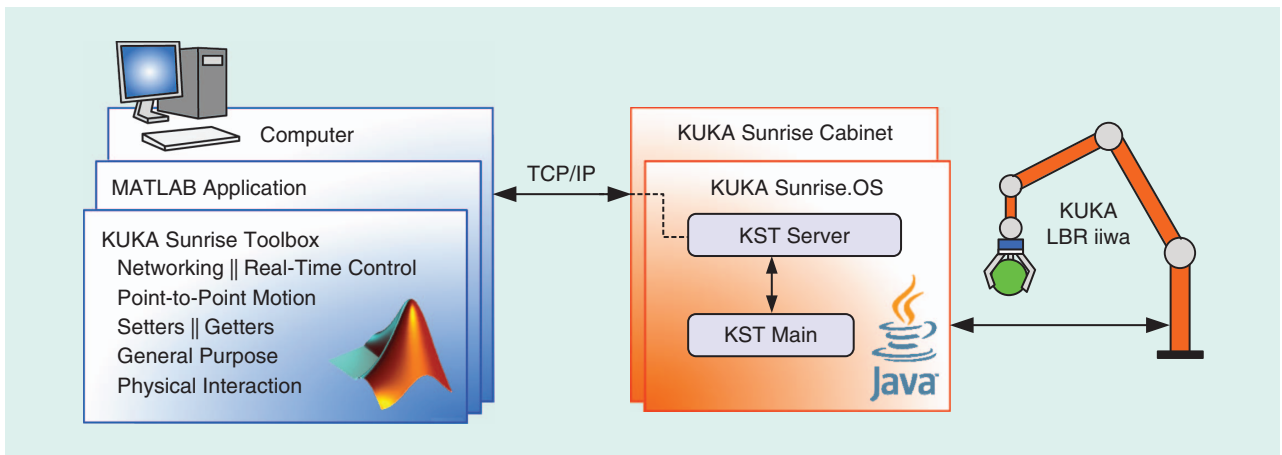 Computer
MATLAB Application
KUKA Sunrise Toolbox
Networking || Real-Time Control
Point-to-Point Motion
Setters || Getters
General Purpose
Physical Interaction
TCP/IP
KUKA Sunrise Cabinet
KUKA Sunrise.OS
KST Server
KST Main
Java
KUKA
LBR iiwa